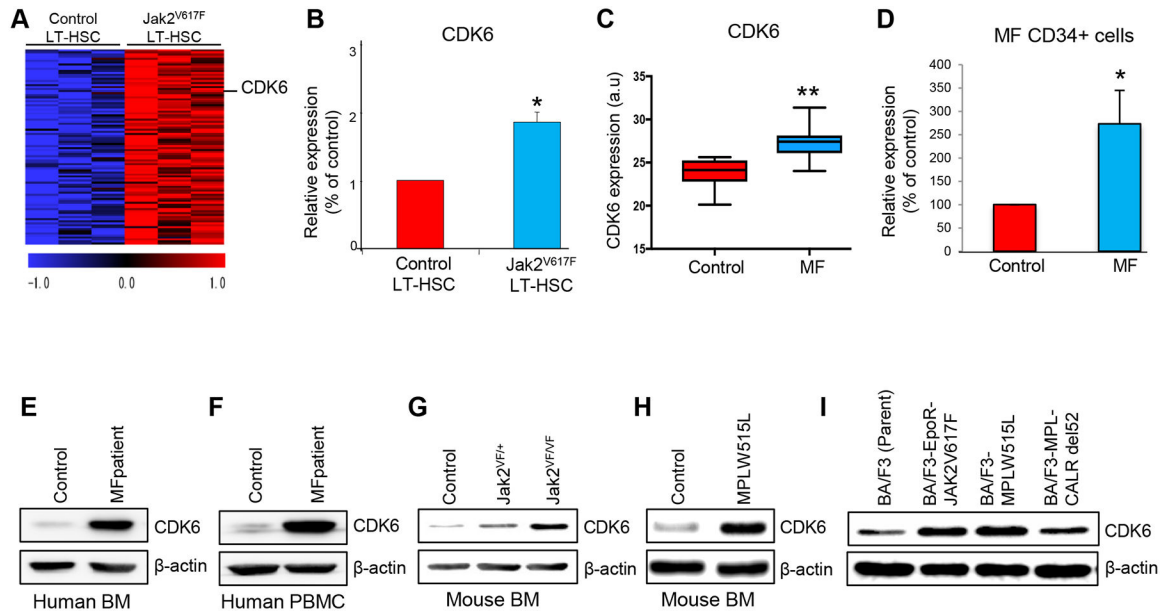 A
Control
LT-HSC
Jak2V617F
LT-HSC
CDK6
-1.0
0.0
1.0
B
CDK6
Relative expression
(% of control)
3
2
1
0
*
Control
LT-HSC
Jak2V617F
LT-HSC
C
CDK6
CDK6 expression (a.u)
35
30
25
20
15
**
Control
MF
D
MF CD34+ cells
Relative expression
(% of control)
400
350
300
250
200
150
100
50
0
*
Control
MF
E
Control
MFpatient
CDK6
β-actin
Human BM
F
Control
MFpatient
CDK6
β-actin
Human PBMC
G
Control
Jak2VF/+
Jak2VF/VF
CDK6
β-actin
Mouse BM
H
Control
MPLW515L
CDK6
β-actin
Mouse BM
I
BA/F3 (Parent)
BA/F3-EpoR-
JAK2V617F
BA/F3-
MPLW515L
BA/F3-MPL-
CALR del52
CDK6
β-actin